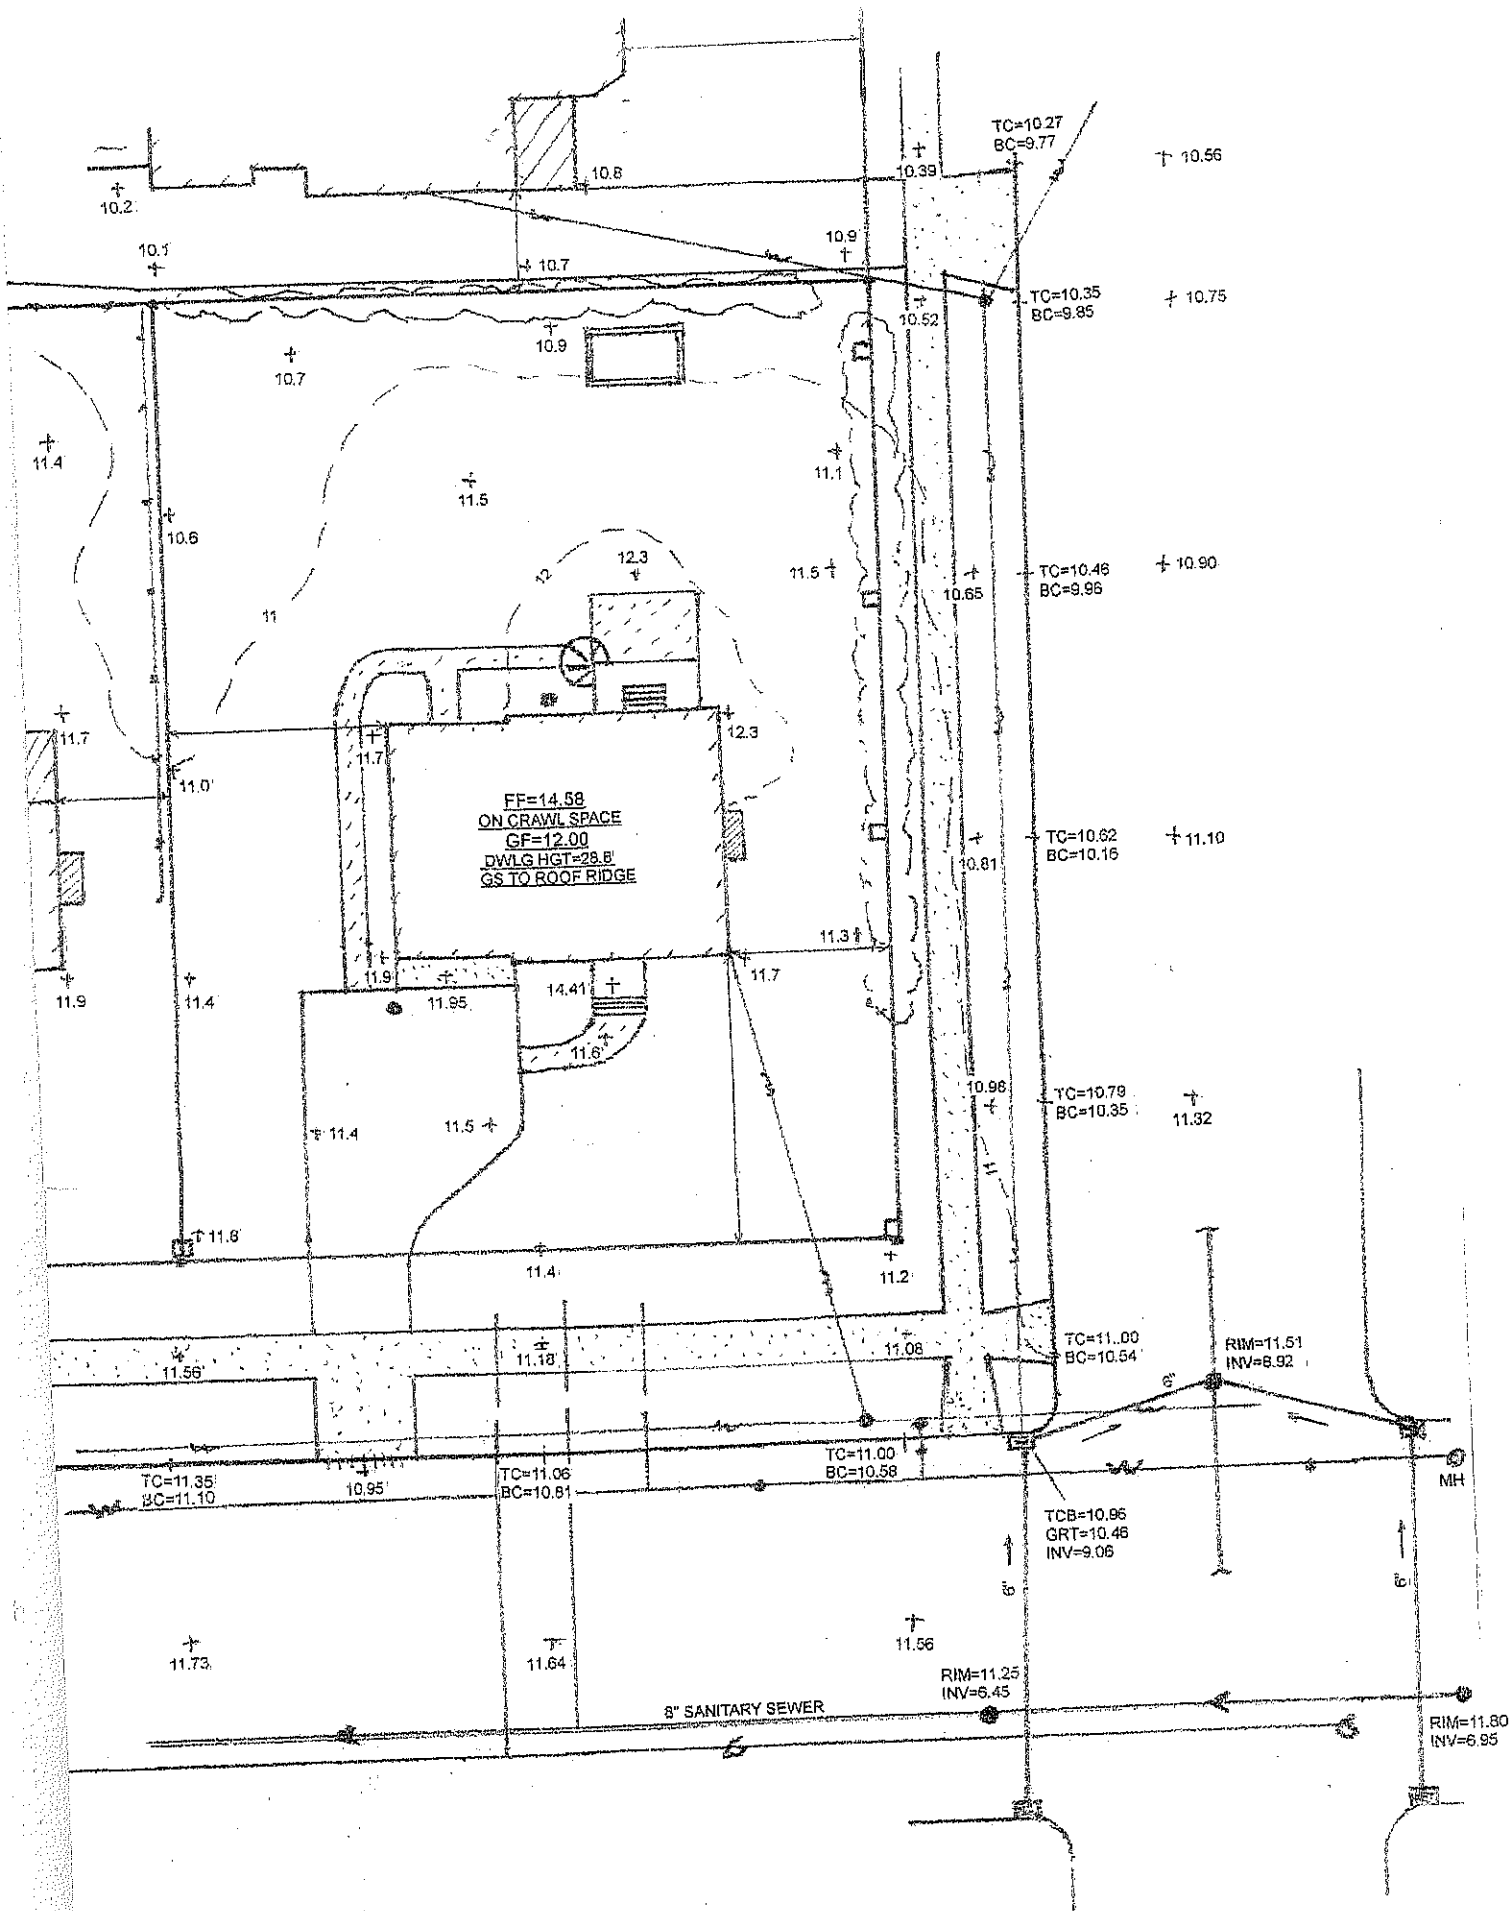 TC=10.27
BC=9.77
10.56
10.39
10.8
10.2
10.9
10.7
TC=10.35
BC=9.85
10.75
10.52
10.9
10.7
11.4
11.1
11.5
10.6
12.3
12
11.5
TC=10.46
BC=9.96
10.90
10.65
11
11.7
11.7
12.3
11.0
FF=14.58
ON CRAWL SPACE
GF=12.00
DWLG HGT=28.8'
GS TO ROOF RIDGE
TC=10.62
BC=10.16
11.10
10.81
11.3
11.7
11.9
11.9
11.4
11.95
14.41
11.6
10.96
TC=10.79
BC=10.35
11.32
11.4
11.5
11
11.4
11.2
11.56
11.18
11.08
TC=11.00
BC=10.54
RIM=11.51
INV=8.92
6"
TC=11.35
BC=11.10
10.95
TC=11.06
BC=10.81
TC=11.00
BC=10.58
W
W
MH
TCB=10.96
GRT=10.46
INV=9.06
6"
6"
11.73
11.64
11.56
RIM=11.25
INV=6.45
8" SANITARY SEWER
G
RIM=11.80
INV=6.95